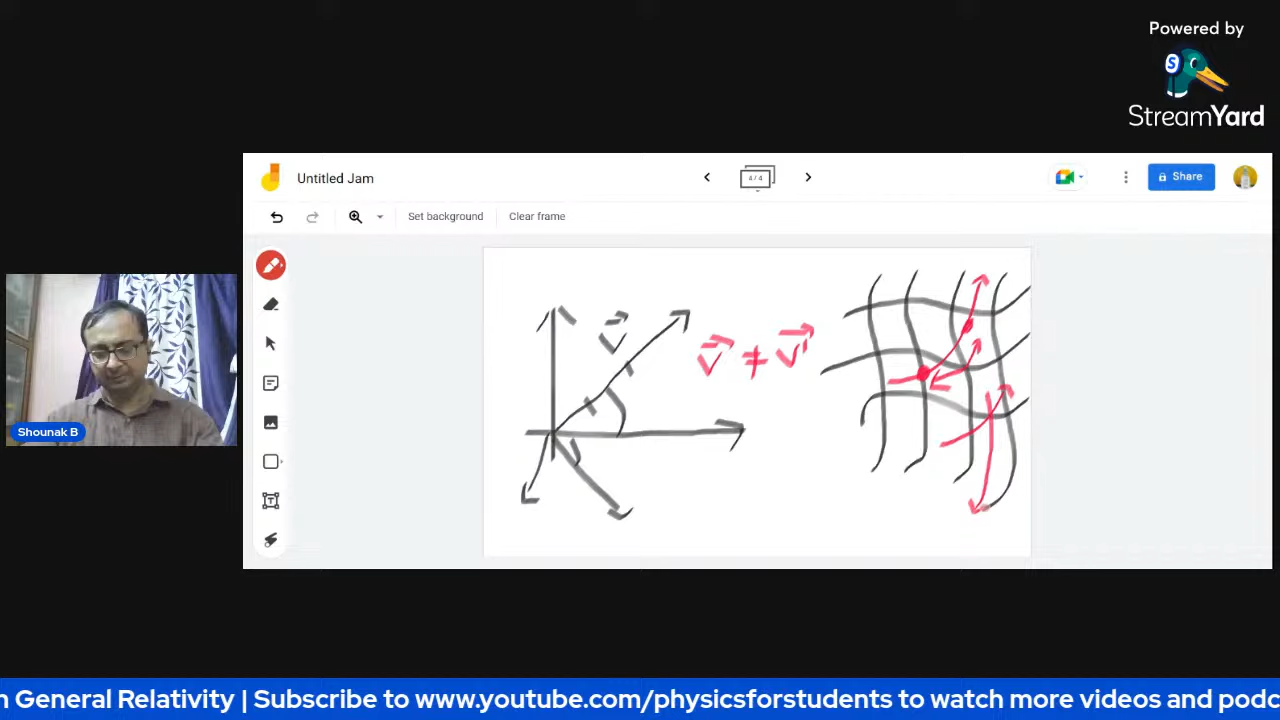 Powered by
StreamYard
Untitled Jam
4 / 4
Share
Set background
Clear frame
V⃗
V⃗ ≠ V⃗'
Shounak B
n General Relativity | Subscribe to www.youtube.com/physicsforstudents to watch more videos and podc